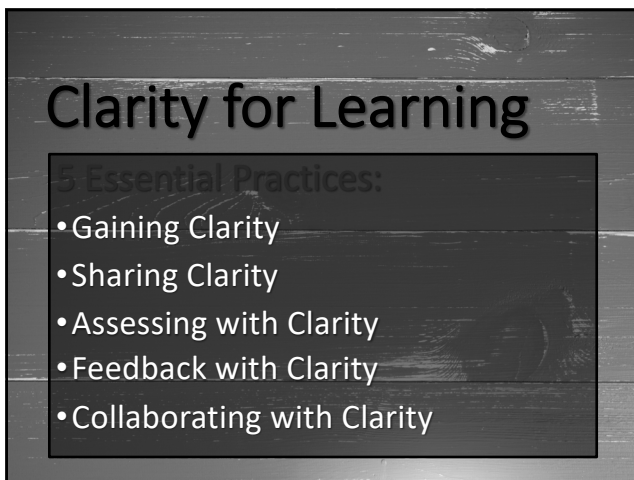 Clarity for Learning
5 Essential Practices:
•Gaining Clarity
•Sharing Clarity
•Assessing with Clarity
•Feedback with Clarity
•Collaborating with Clarity